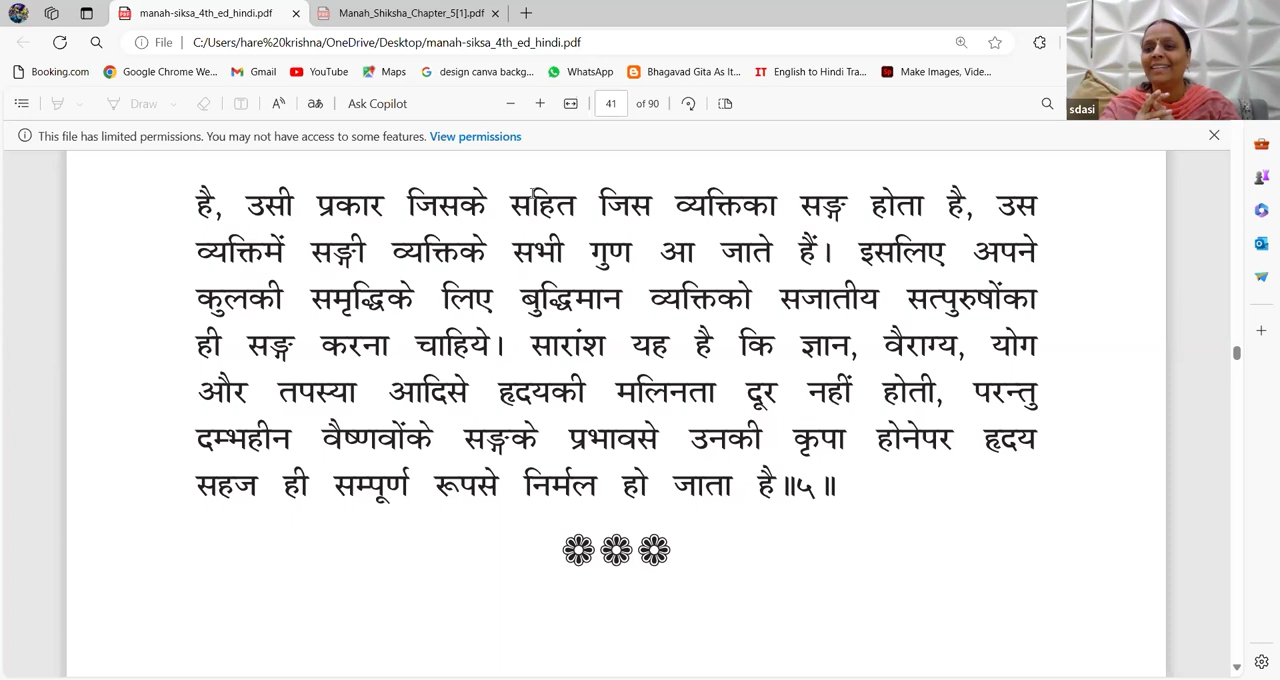 manah-siksa_4th_ed_hindi.pdf
Manah_Shiksha_Chapter_5[1].pdf
File
C:/Users/hare%20krishna/OneDrive/Desktop/manah-siksa_4th_ed_hindi.pdf
Booking.com
Google Chrome We...
Gmail
YouTube
Maps
deign canva backg...
WhatsApp
Bhagavad Gita As It...
IT English to Hindi Tra...
Sp Make Images, Vide...
Draw
Ask Copilot
41 of 90
This file has limited permissions. You may not have access to some features. View permissions
sdasi
है, उसी प्रकार जिसके सहित जिस व्यक्तिका सङ्ग होता है, उस
व्यक्तिमें सङ्गी व्यक्तिके सभी गुण आ जाते हैं। इसलिए अपने
कुलकी समृद्धिके लिए बुद्धिमान व्यक्तिको सजातीय सत्पुरुषोंका
ही सङ्ग करना चाहिये। सारांश यह है कि ज्ञान, वैराग्य, योग
और तपस्या आदिसे हृदयकी मलिनता दूर नहीं होती, परन्तु
दम्भहीन वैष्णवोंके सङ्गके प्रभावसे उनकी कृपा होनेपर हृदय
सहज ही सम्पूर्ण रूपसे निर्मल हो जाता है॥५॥